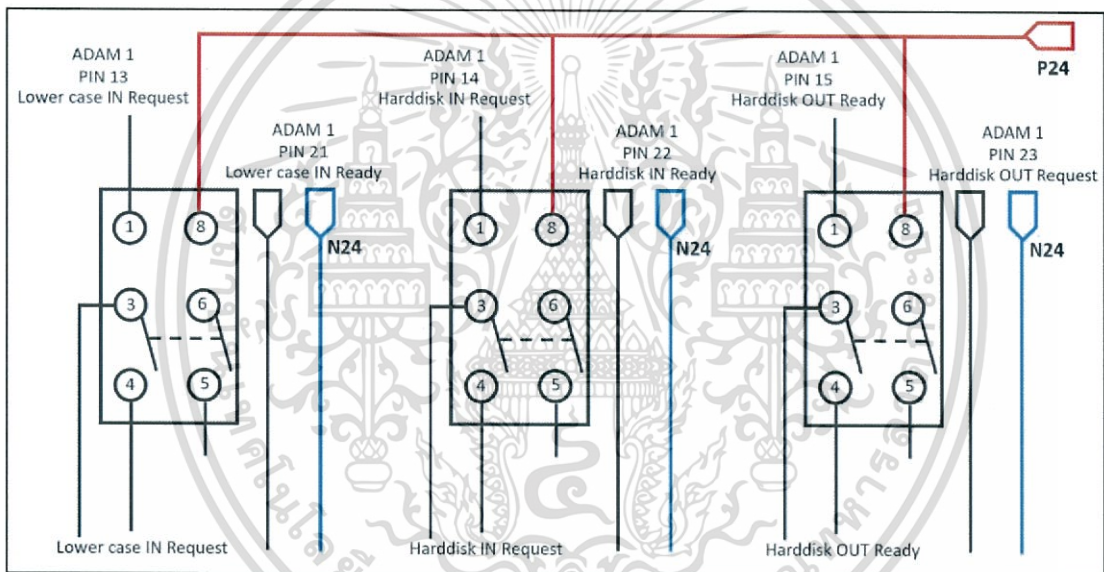 P24
ADAM 1
PIN 13
Lower case IN Request
ADAM 1
PIN 21
Lower case IN Ready
N24
1
8
3
6
4
5
Lower case IN Request
ADAM 1
PIN 14
Harddisk IN Request
ADAM 1
PIN 22
Harddisk IN Ready
N24
1
8
3
6
4
5
Harddisk IN Request
ADAM 1
PIN 15
Harddisk OUT Ready
ADAM 1
PIN 23
Harddisk OUT Request
N24
1
8
3
6
4
5
Harddisk OUT Ready